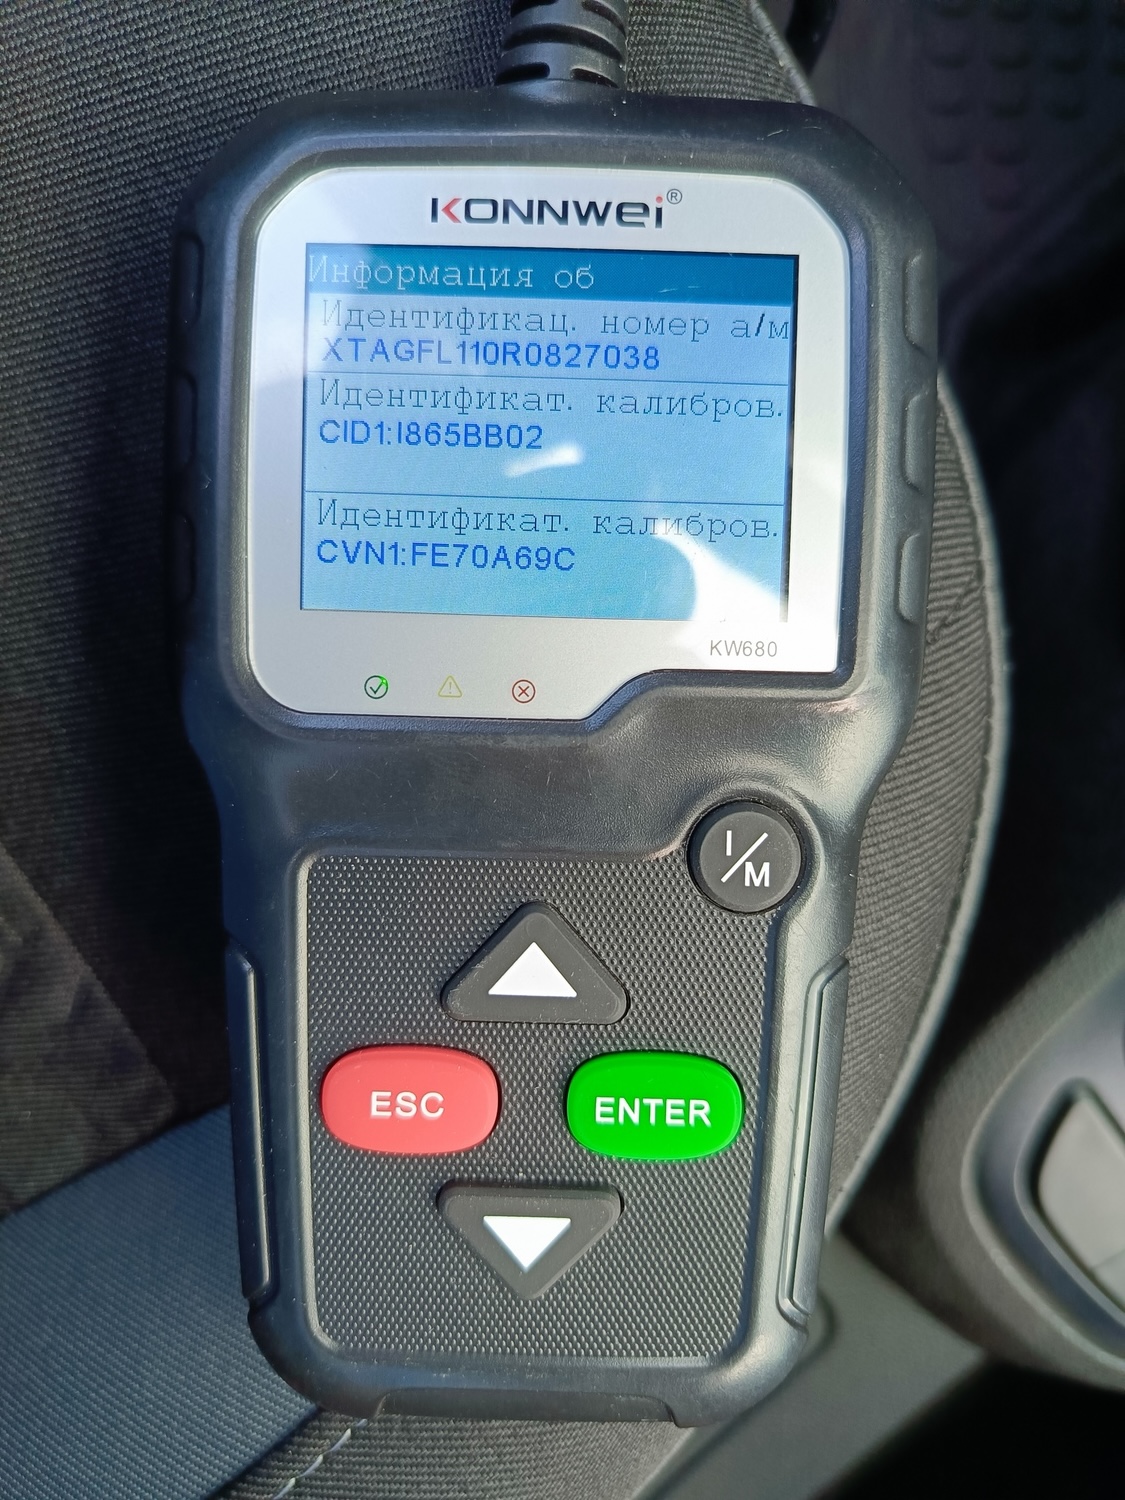 KONNWEI®
Информация об
Идентификац. номер а/м
XTAGFL110R0827038
Идентификат. калибров.
CID1:I865BB02
Идентификат. калибров.
CVN1:FE70A69C
KW680
I/M
ESC
ENTER